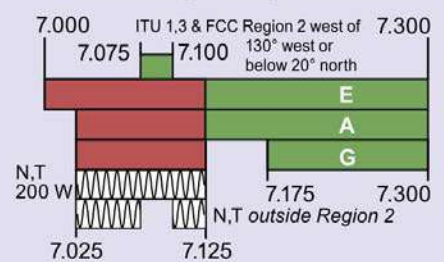 7.000 ITU 1,3 & FCC Region 2 west of 7.300
7.075 7.100 130° west or
below 20° north
E
A
G
N,T
200 W
7.175 7.300
N,T outside Region 2
7.025 7.125